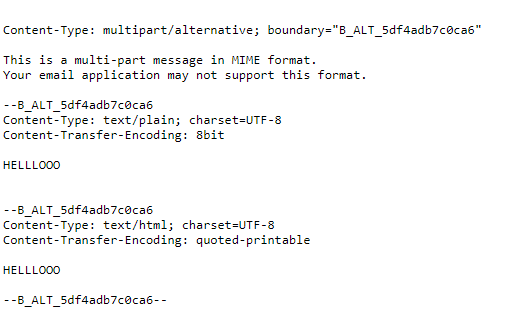 Content-Type: multipart/alternative; boundary="B_ALT_5df4adb7c0ca6"
This is a multi-part message in MIME format.
Your email application may not support this format.
--B_ALT_5df4adb7c0ca6
Content-Type: text/plain; charset=UTF-8
Content-Transfer-Encoding: 8bit
HELLLOOO
--B_ALT_5df4adb7c0ca6
Content-Type: text/html; charset=UTF-8
Content-Transfer-Encoding: quoted-printable
HELLLOOO
--B_ALT_5df4adb7c0ca6--